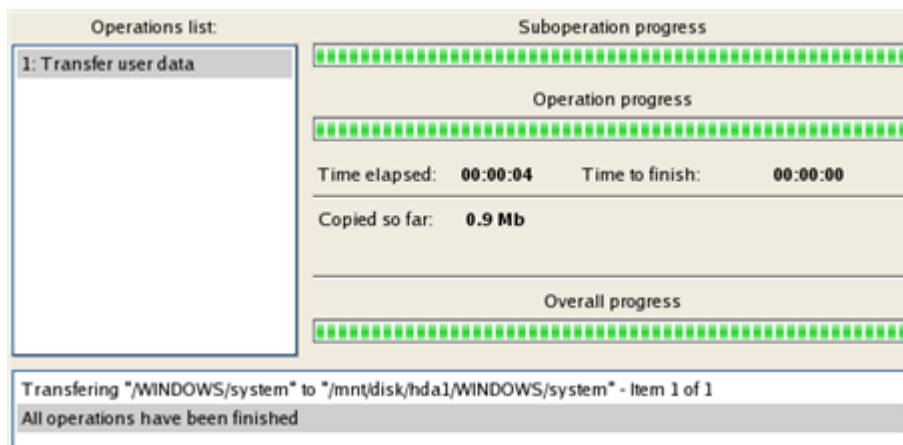 Operations list:
1: Transfer user data
Suboperation progress
Operation progress
Time elapsed: 00:00:04 Time to finish: 00:00:00
Copied so far: 0.9 Mb
Overall progress
Transfering "/WINDOWS/system" to "/mnt/disk/hda1/WINDOWS/system" - Item 1 of 1
All operations have been finished